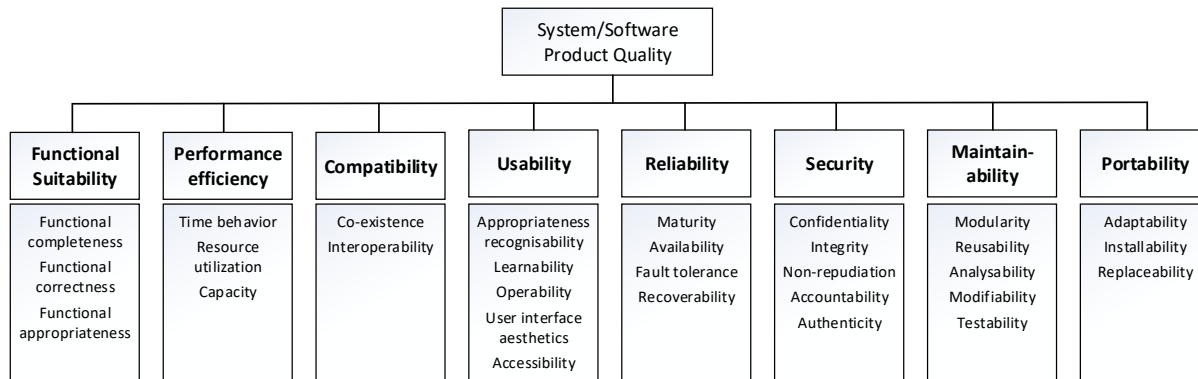 System/Software
Product Quality
Functional
Suitability
Performance
efficiency
Compatibility
Usability
Reliability
Security
Maintain-
ability
Portability
Functional
completeness
Functional
correctness
Functional
appropriateness
Time behavior
Resource
utilization
Capacity
Co-existence
Interoperability
Appropriateness
recognisability
Learnability
Operability
User interface
aesthetics
Accessibility
Maturity
Availability
Fault tolerance
Recoverability
Confidentiality
Integrity
Non-repudiation
Accountability
Authenticity
Modularity
Reusability
Analysability
Modifiability
Testability
Adaptability
Installability
Replaceability